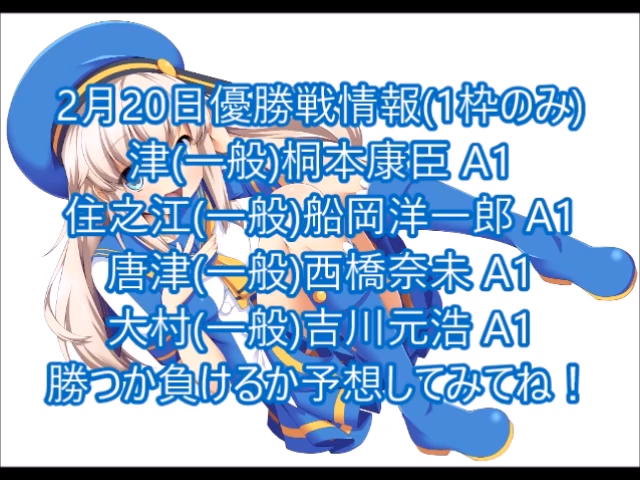 2月20日優勝戦情報(1枠のみ)
津(一般)桐本康臣 A1
住之江(一般)船岡洋一郎 A1
唐津(一般)西橋奈未 A1
大村(一般)吉川元浩 A1
勝つか負けるか予想してみてね！